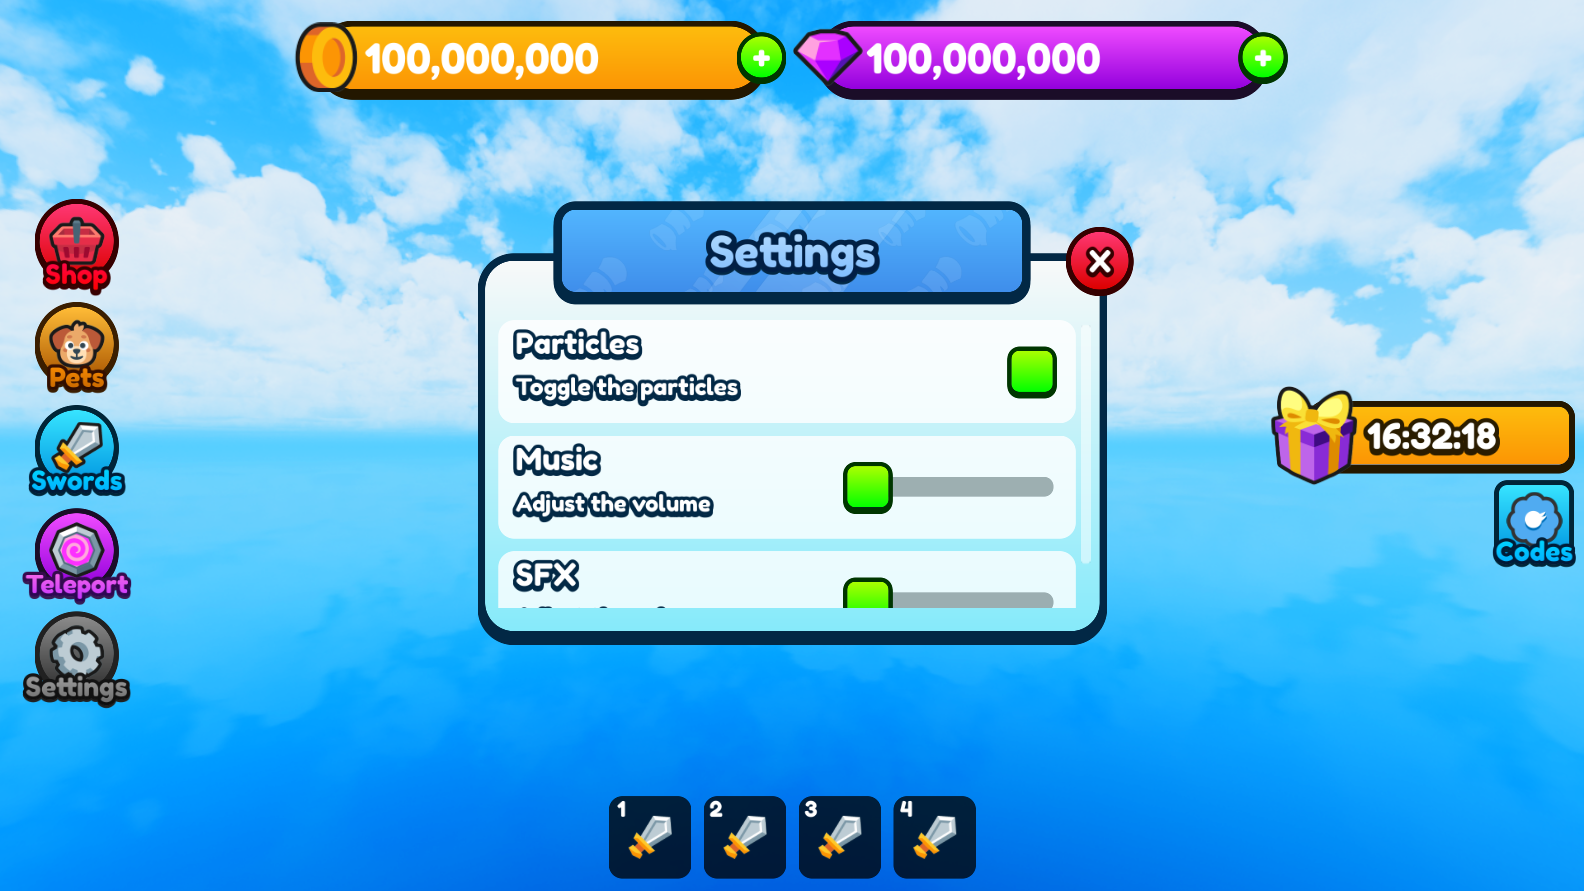 100,000,000
100,000,000
Settings
Shop
Particles
Toggle the particles
Pets
16:32:18
Music
Adjust the volume
Swords
Codes
SFX
Teleport
Settings
1
2
3
4